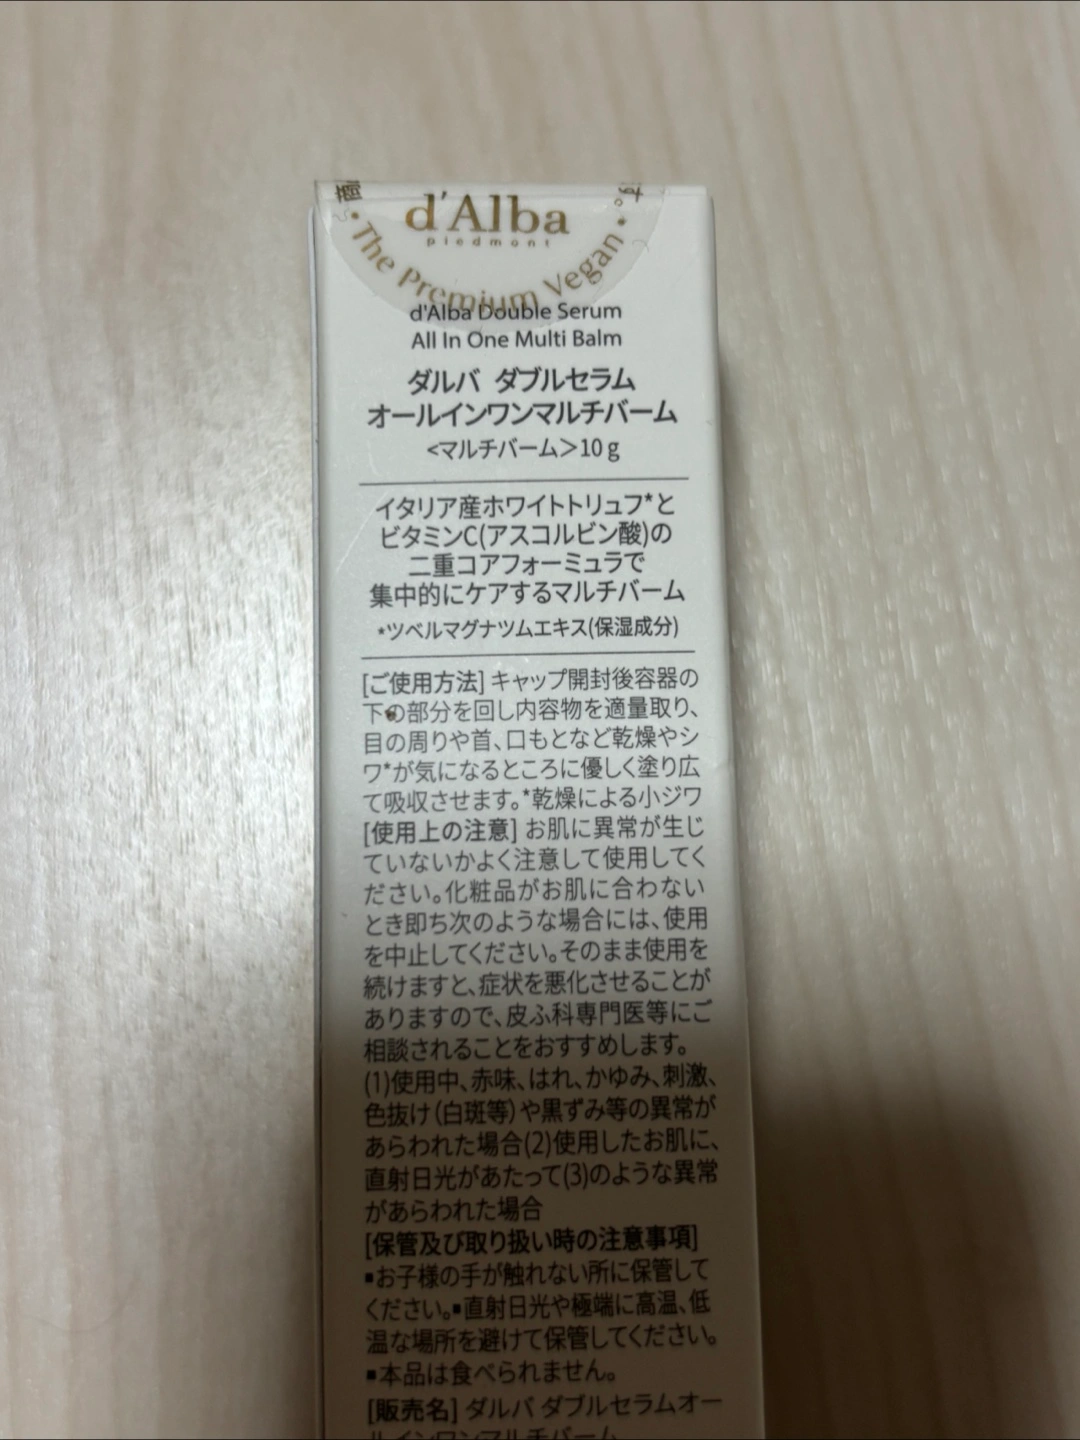 d'Alba
piedmont
• The Premium Vegan •
d'Alba Double Serum
All In One Multi Balm
ダルバ ダブルセラム
オールインワンマルチバーム
<マルチバーム>10 g
イタリア産ホワイトトリュフ*と
ビタミンC(アスコルビン酸)の
二重コアフォーミュラで
集中的にケアするマルチバーム
*ツベルマグナツムエキス(保湿成分)
[ご使用方法] キャップ開封後容器の
下の部分を回し内容物を適量取り、
目の周りや首、口もとなど乾燥やシ
ワ*が気になるところに優しく塗り広
て吸収させます。*乾燥による小ジワ
[使用上の注意] お肌に異常が生じ
ていないかよく注意して使用してく
ださい。化粧品がお肌に合わない
とき即ち次のような場合には、使用
を中止してください。そのまま使用を
続けますと、症状を悪化させることが
ありますので、皮ふ科専門医等にご
相談されることをおすすめします。
(1)使用中、赤味、はれ、かゆみ、刺激、
色抜け（白斑等）や黒ずみ等の異常が
あらわれた場合(2)使用したお肌に、
直射日光があたって(3)のような異常
があらわれた場合
[保管及び取り扱い時の注意事項]
■お子様の手が触れない所に保管して
ください。■直射日光や極端に高温、低
温な場所を避けて保管してください。
■本品は食べられません。
[販売名] ダルバ ダブルセラムオー
ルインワンマルチバーム